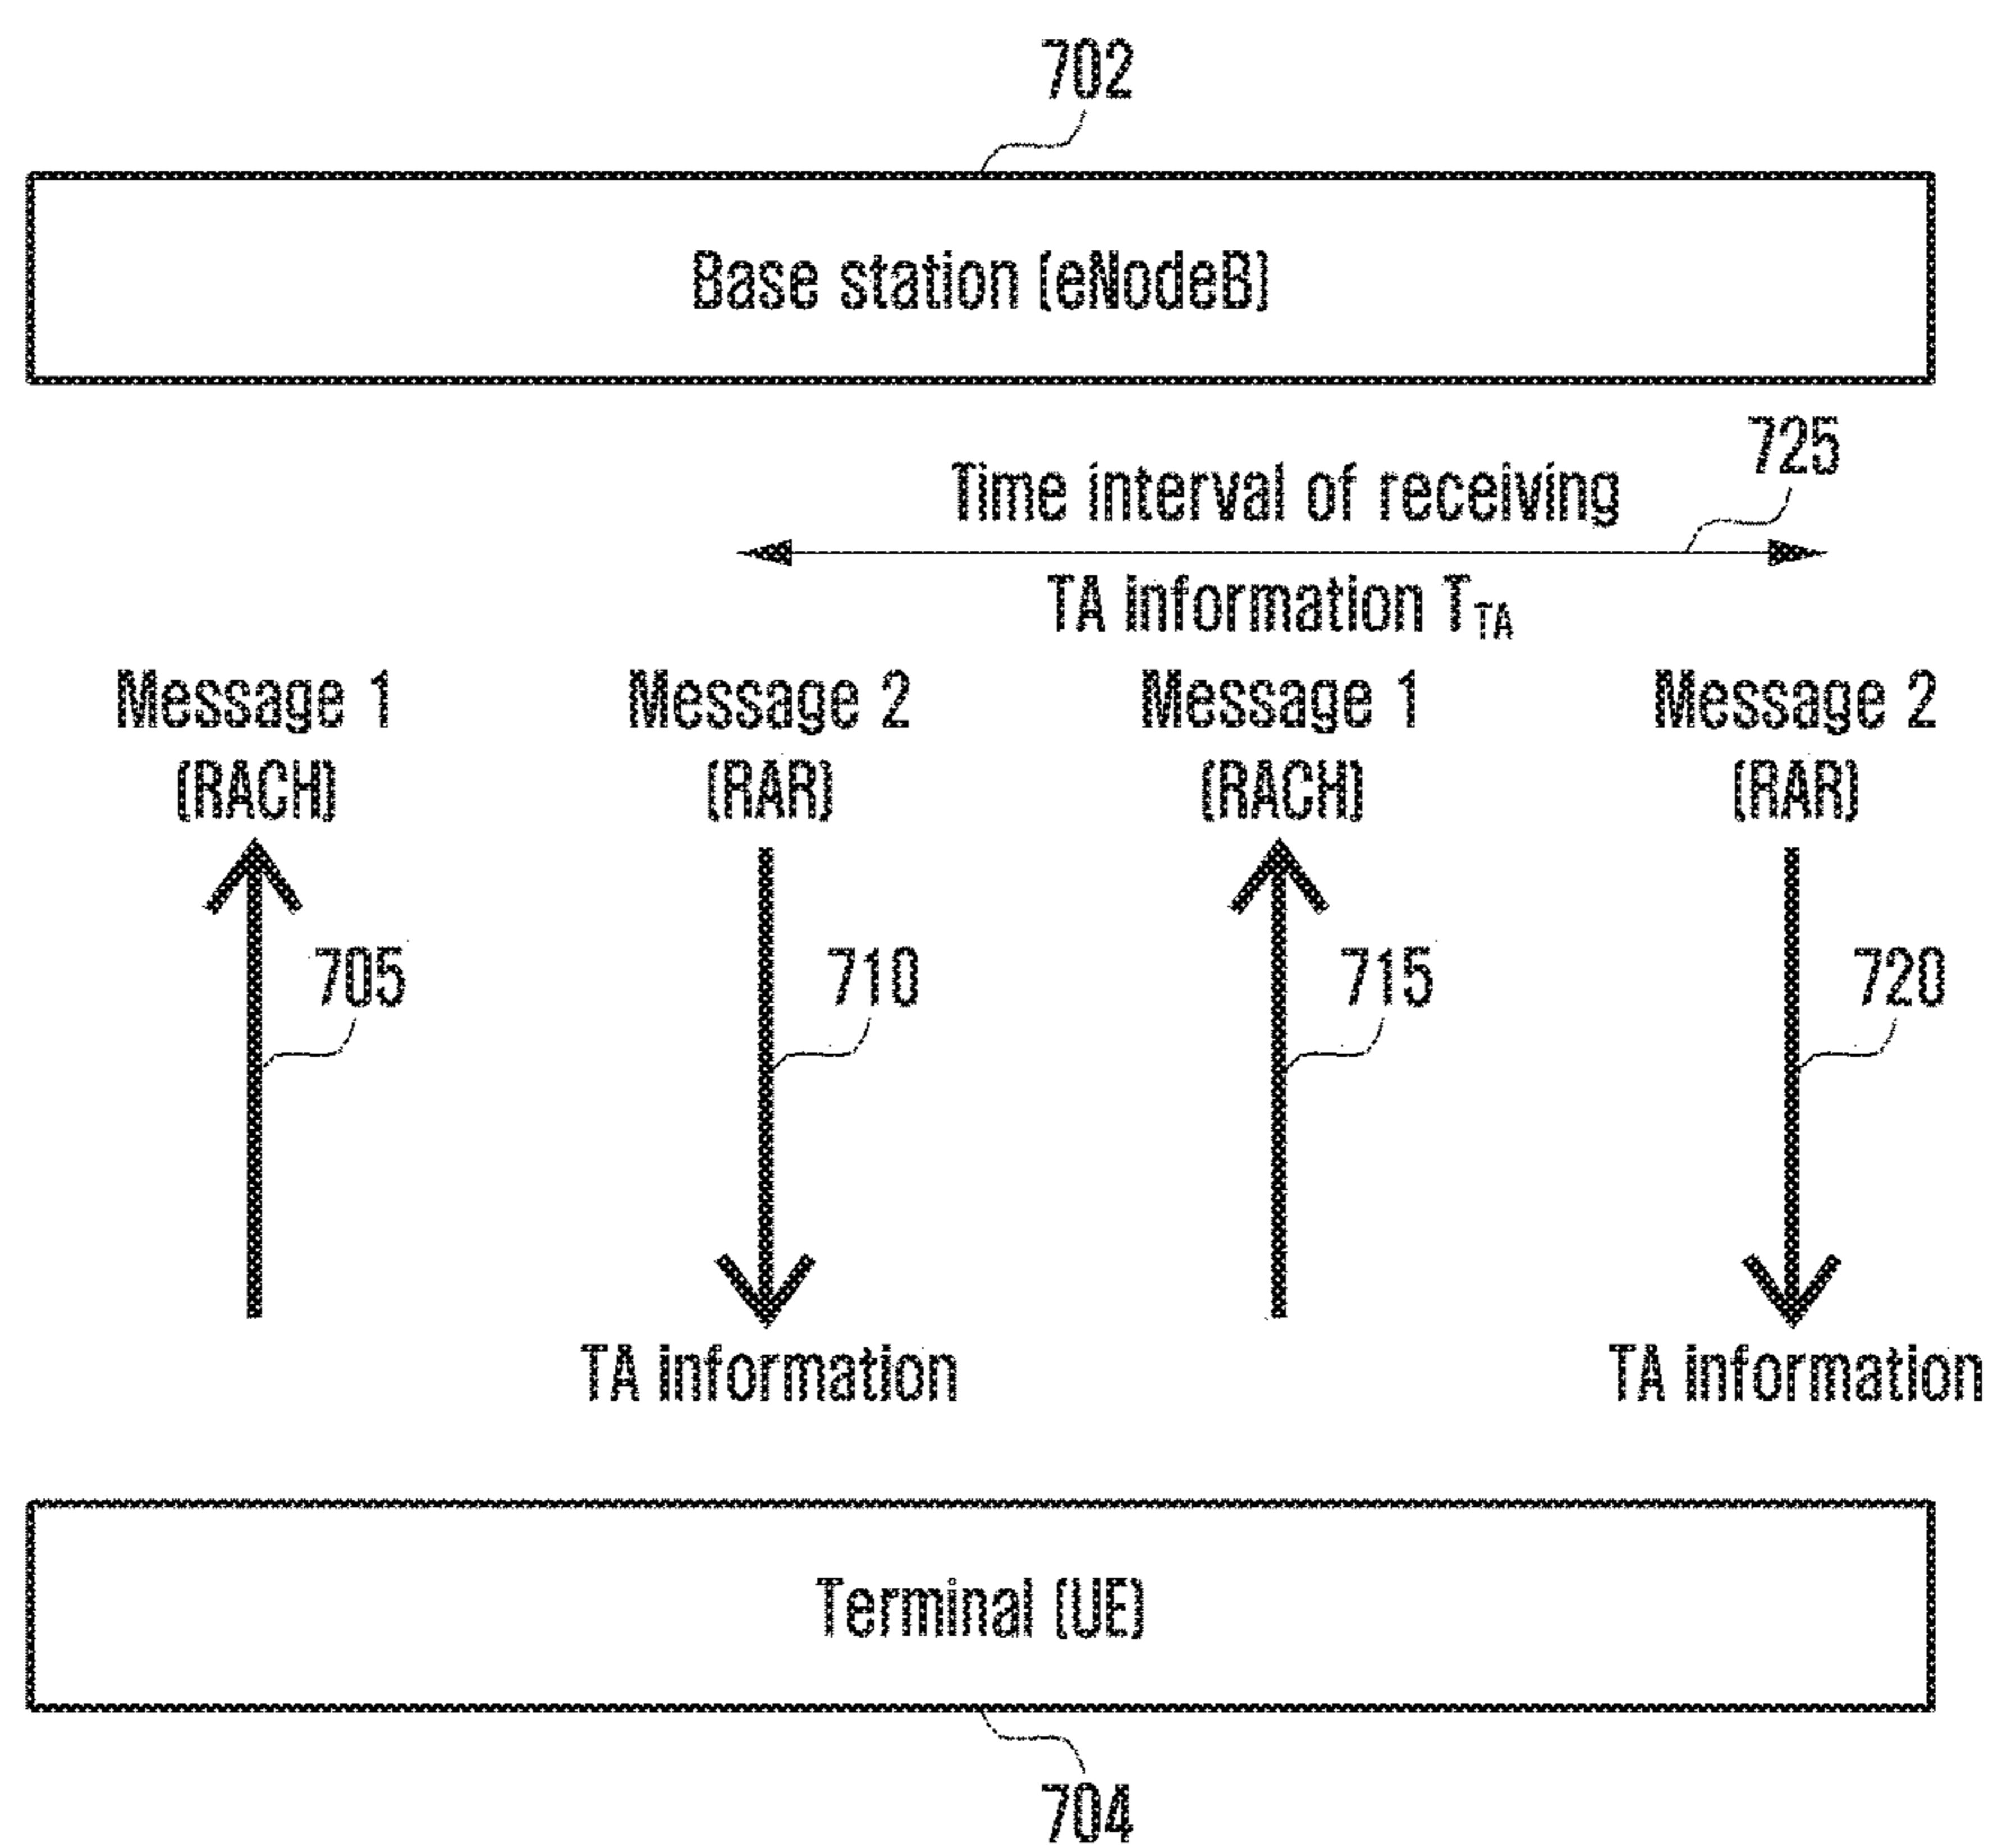 702
Base station (eNodeB)
725
Time interval of receiving
TA information T_TA
Message 1
(RACH)
Message 2
(RAR)
Message 1
(RACH)
Message 2
(RAR)
705
710
715
720
TA information
TA information
Terminal (UE)
704